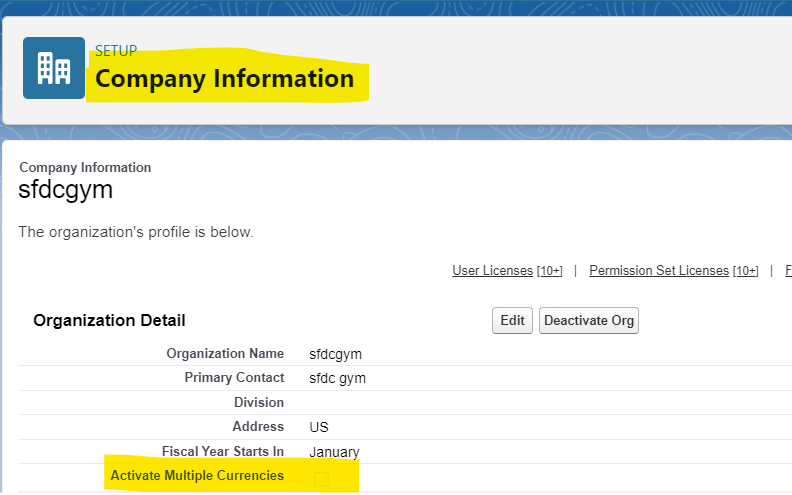 SETUP
Company Information
Company Information
sfdcgym
The organization's profile is below.
User Licenses [10+] | Permission Set Licenses [10+] | F
Organization Detail Edit Deactivate Org
Organization Name sfdcgym
Primary Contact sfdc gym
Division
Address US
Fiscal Year Starts In January
Activate Multiple Currencies